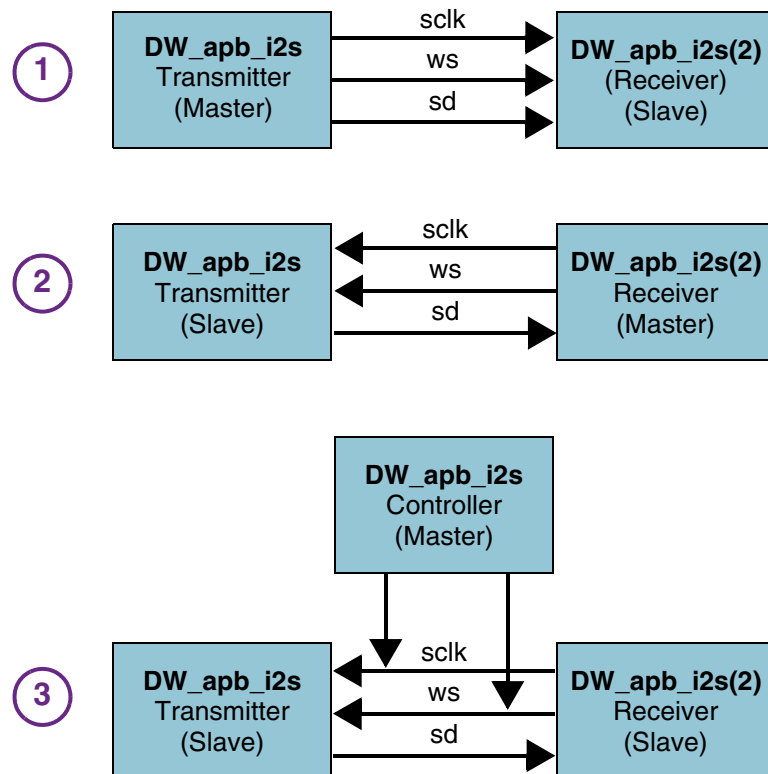 1
DW_apb_i2s
Transmitter
(Master)
sclk
ws
sd
DW_apb_i2s(2)
(Receiver)
(Slave)
2
DW_apb_i2s
Transmitter
(Slave)
sclk
ws
sd
DW_apb_i2s(2)
Receiver
(Master)
DW_apb_i2s
Controller
(Master)
3
DW_apb_i2s
Transmitter
(Slave)
sclk
ws
sd
DW_apb_i2s(2)
Receiver
(Slave)